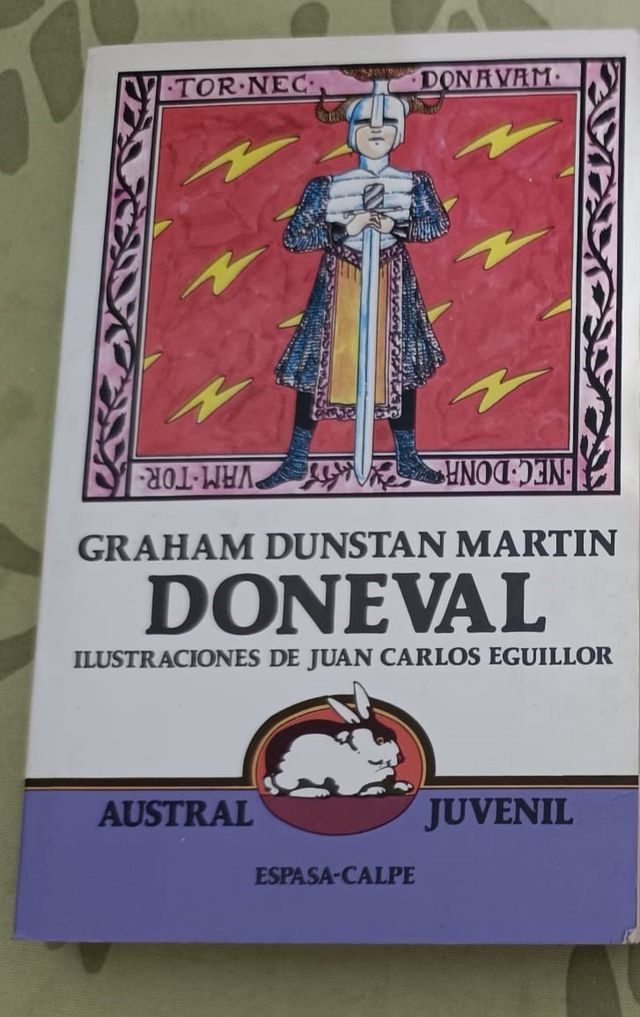 ·TOR·NEC· ·DONAVAM·
·NEC·DONA VAM·TOR·
GRAHAM DUNSTAN MARTIN
DONEVAL
ILUSTRACIONES DE JUAN CARLOS EGUILLOR
AUSTRAL JUVENIL
ESPASA-CALPE